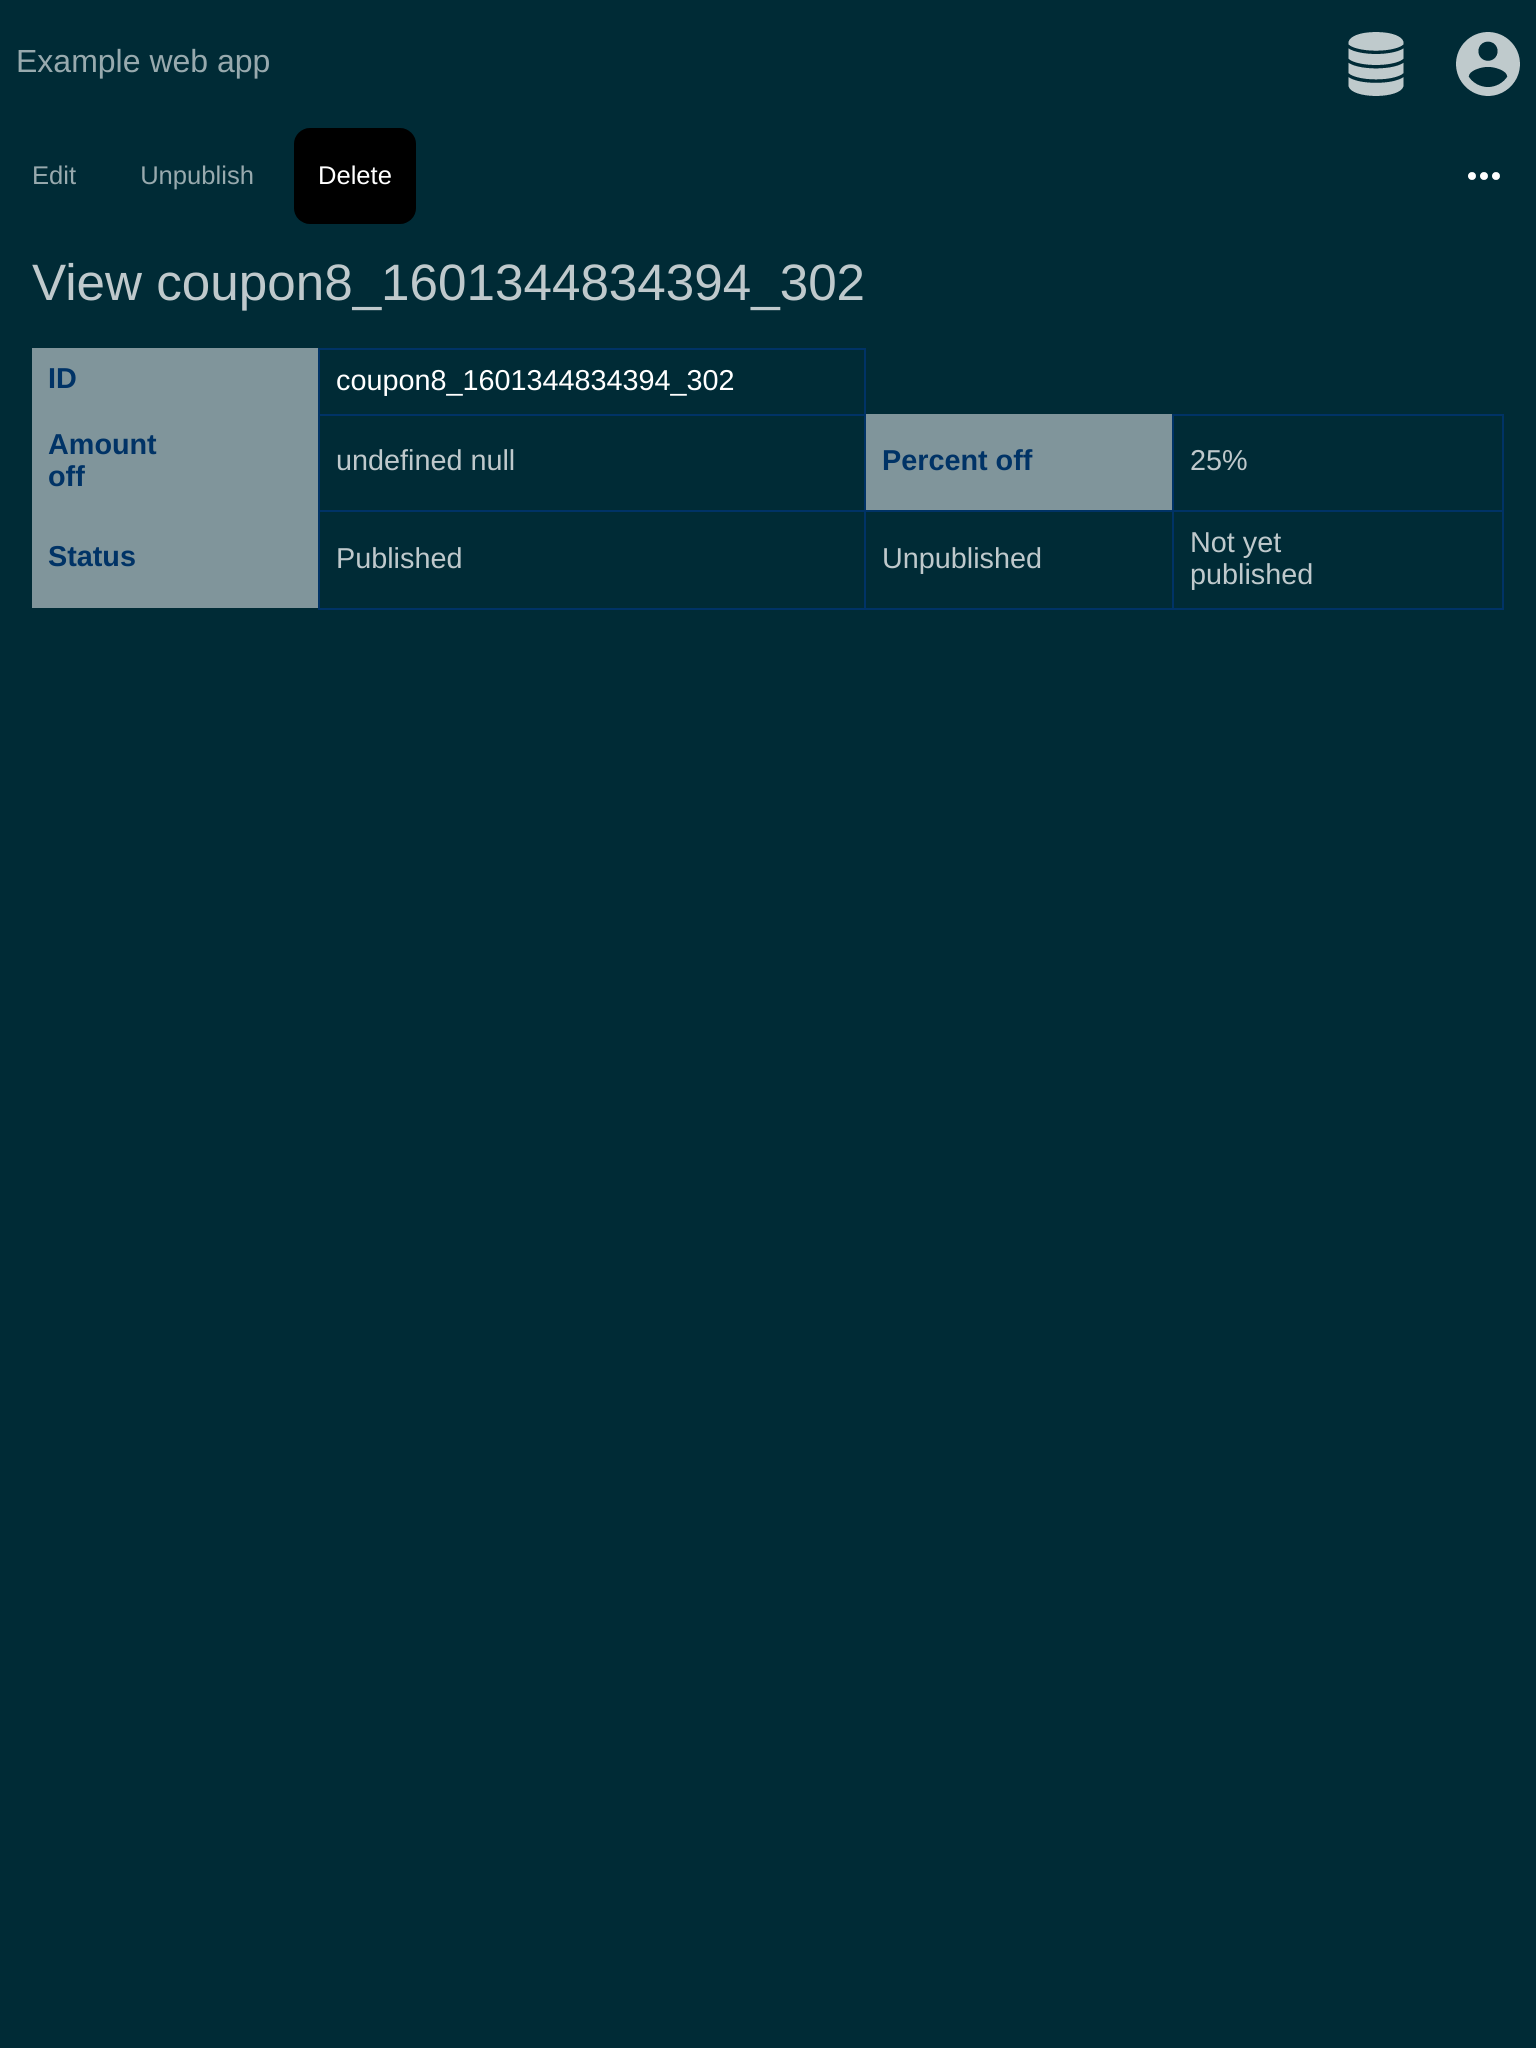 Example web app
Edit Unpublish Delete
View coupon8_1601344834394_302
ID coupon8_1601344834394_302
Amount off undefined null Percent off 25%
Status Published Unpublished Not yet published